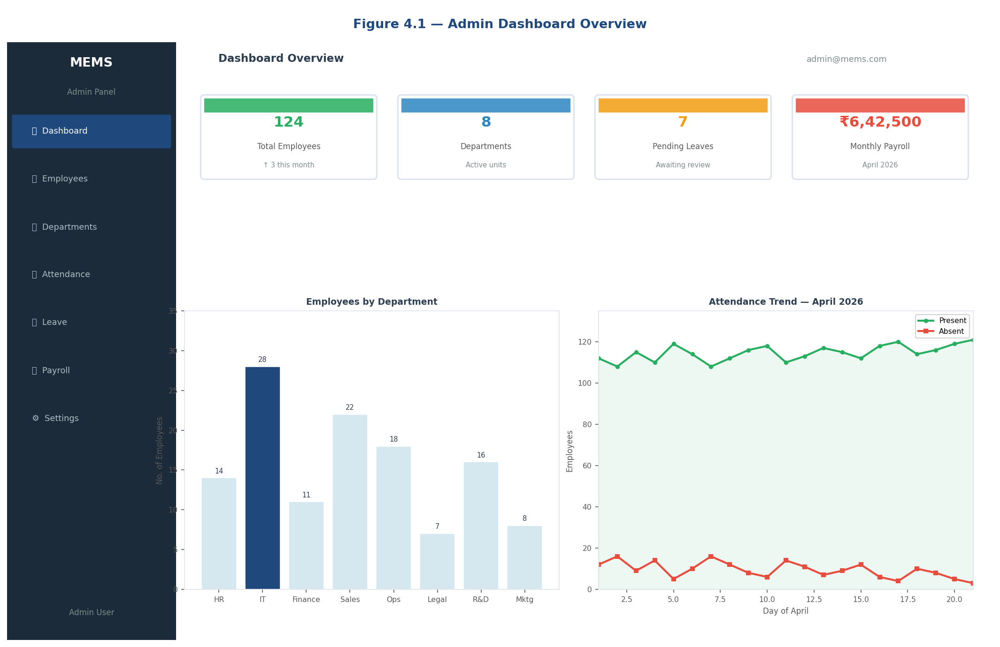 Figure 4.1 — Admin Dashboard Overview
MEMS
Admin Panel
Dashboard
Employees
Departments
Attendance
Leave
Payroll
⚙ Settings
Admin User
Dashboard Overview
admin@mems.com
124
Total Employees
↑ 3 this month
8
Departments
Active units
7
Pending Leaves
Awaiting review
₹6,42,500
Monthly Payroll
April 2026
Employees by Department
No. of Employees
35
30
25
20
15
10
5
0
14
28
11
22
18
7
16
8
HR IT Finance Sales Ops Legal R&D Mktg
Attendance Trend — April 2026
Present
Absent
Employees
120
100
80
60
40
20
0
2.5 5.0 7.5 10.0 12.5 15.0 17.5 20.0
Day of April